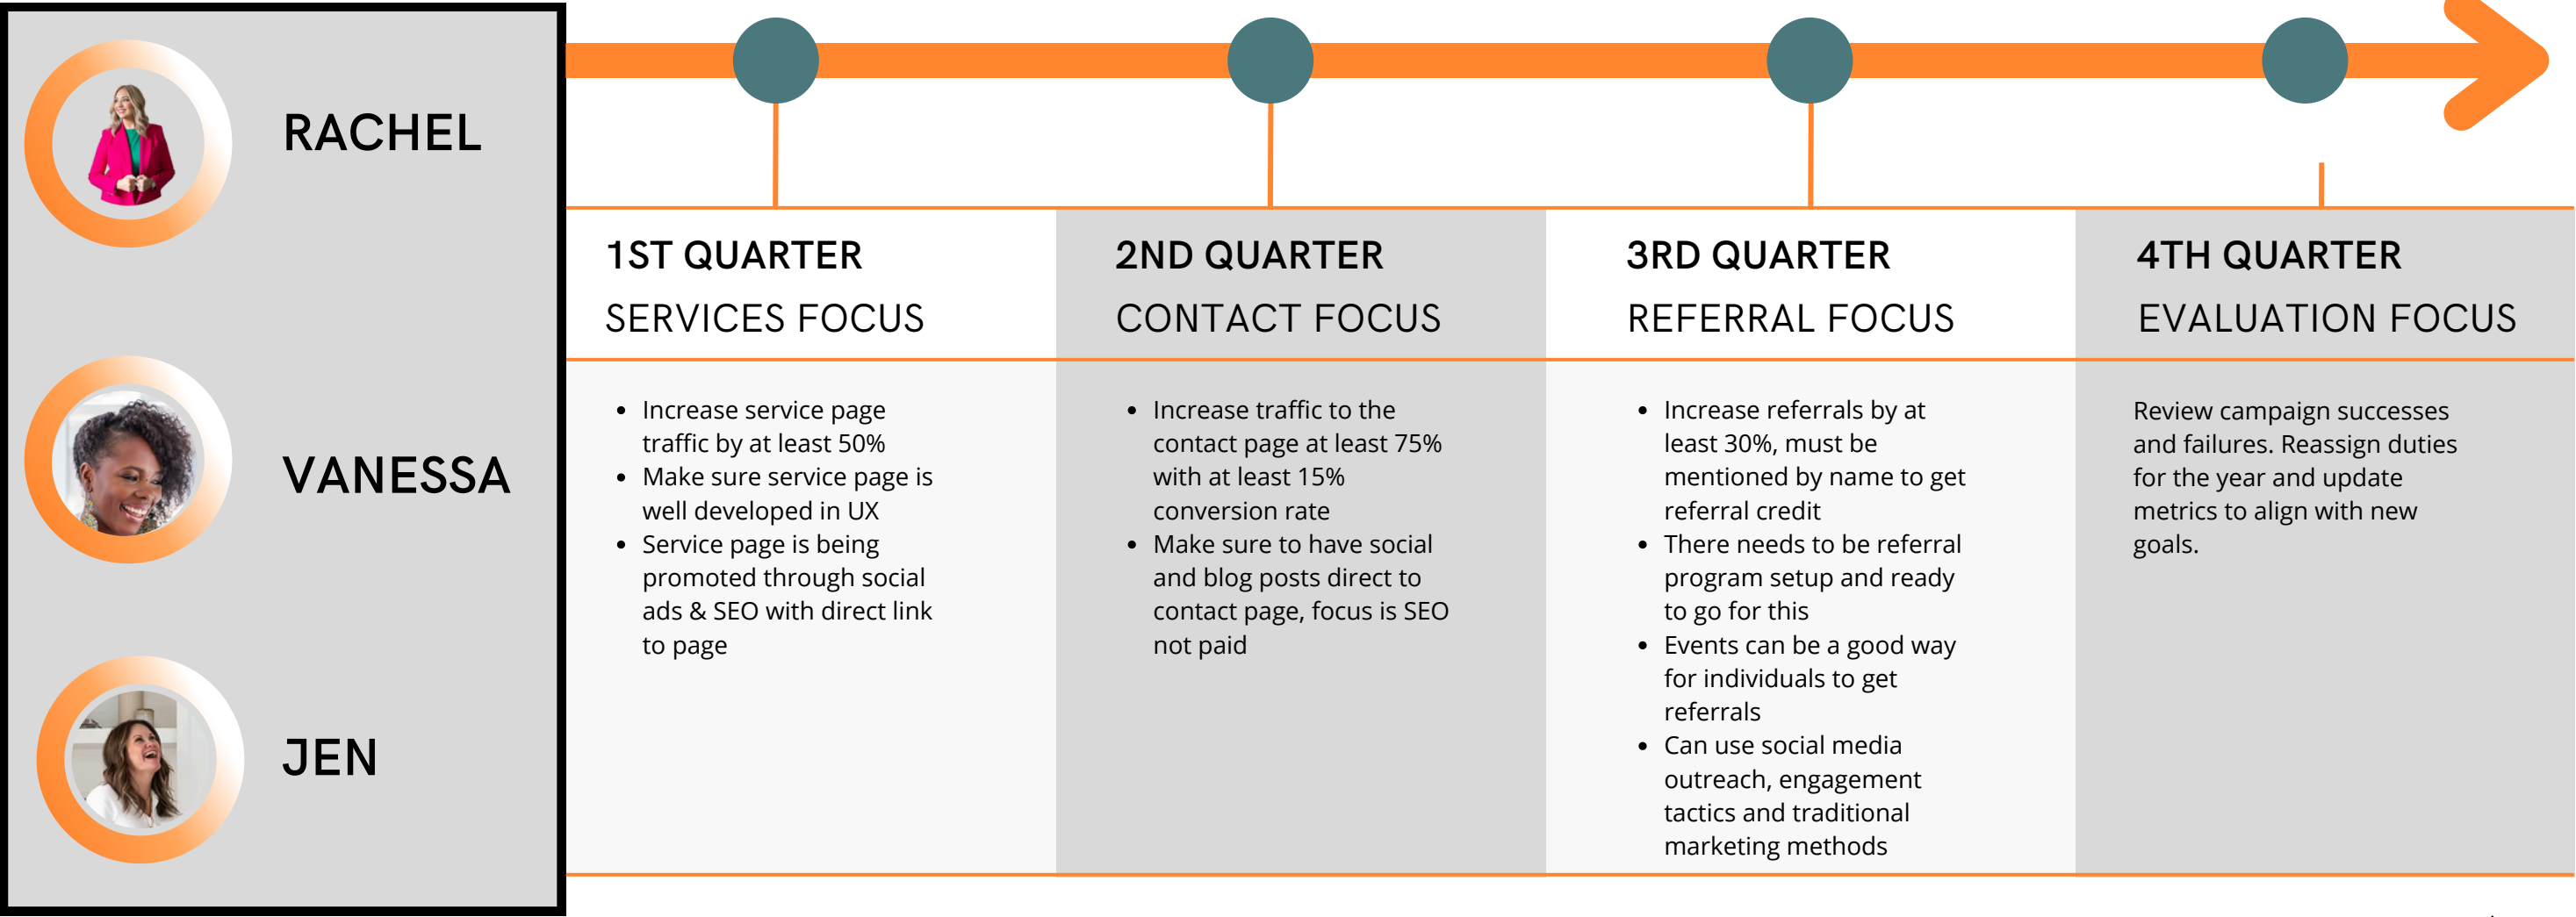 RACHEL
VANESSA
JEN
1ST QUARTER
SERVICES FOCUS
• Increase service page
traffic by at least 50%
• Make sure service page is
well developed in UX
• Service page is being
promoted through social
ads & SEO with direct link
to page
2ND QUARTER
CONTACT FOCUS
• Increase traffic to the
contact page at least 75%
with at least 15%
conversion rate
• Make sure to have social
and blog posts direct to
contact page, focus is SEO
not paid
3RD QUARTER
REFERRAL FOCUS
• Increase referrals by at
least 30%, must be
mentioned by name to get
referral credit
• There needs to be referral
program setup and ready
to go for this
• Events can be a good way
for individuals to get
referrals
• Can use social media
outreach, engagement
tactics and traditional
marketing methods
4TH QUARTER
EVALUATION FOCUS
Review campaign successes
and failures. Reassign duties
for the year and update
metrics to align with new
goals.